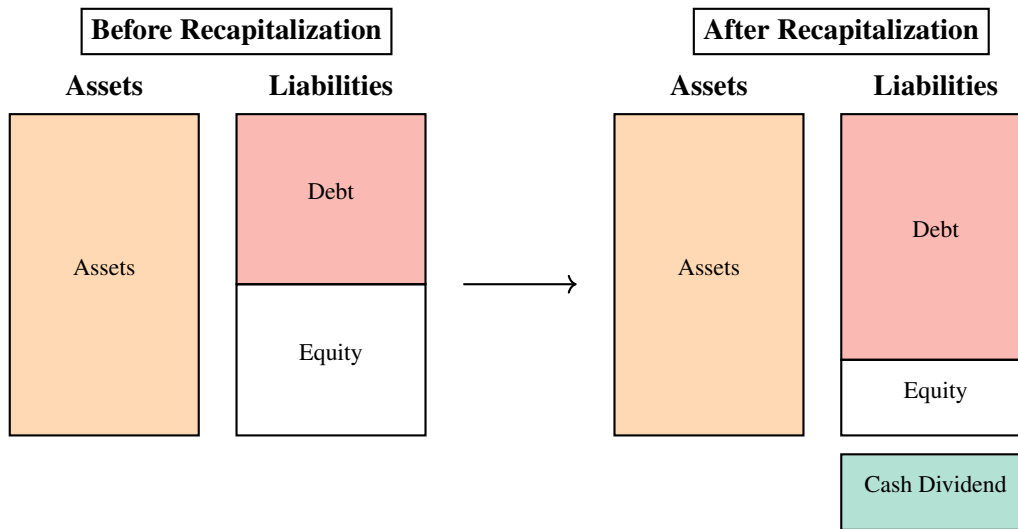 Before Recapitalization
After Recapitalization
Assets
Liabilities
Assets
Liabilities
Debt
Assets
Equity
Debt
Assets
Equity
Cash Dividend